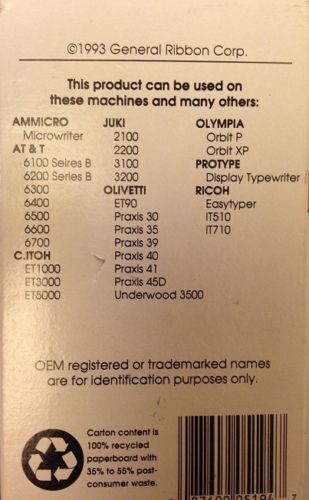 ©1993 General Ribbon Corp.
This product can be used on
these machines and many others:
AMMICRO
Microwriter
AT & T
6100 Seires B
6200 Series B
6300
6400
6500
6600
6700
C.ITOH
ET1000
ET3000
ET5000
JUKI
2100
2200
3100
3200
OLIVETTI
ET90
Praxis 30
Praxis 35
Praxis 39
Praxis 40
Praxis 41
Praxis 45D
Underwood 3500
OLYMPIA
Orbit P
Orbit XP
PROTYPE
Display Typewriter
RICOH
Easytyper
IT510
IT710
OEM registered or trademarked names
are for identification purposes only.
Carton content is
100% recycled
paperboard with
35% to 55% post-
consumer waste.